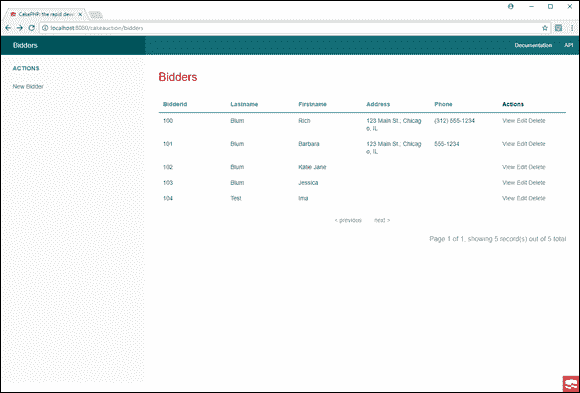 CakePHP: the rapid deve
localhost:8080/cakeauction/bidders
Bidders
Documentation API
ACTIONS
New Bidder
Bidders
Bidderid Lastname Firstname Address Phone Actions
100 Blum Rich 123 Main St., Chicag (312) 555-1234 View Edit Delete
o, IL
101 Blum Barbara 123 Main St., Chicag 555-1234 View Edit Delete
o, IL
102 Blum Katie Jane View Edit Delete
103 Blum Jessica View Edit Delete
104 Test Ima View Edit Delete
< previous next >
Page 1 of 1, showing 5 record(s) out of 5 total